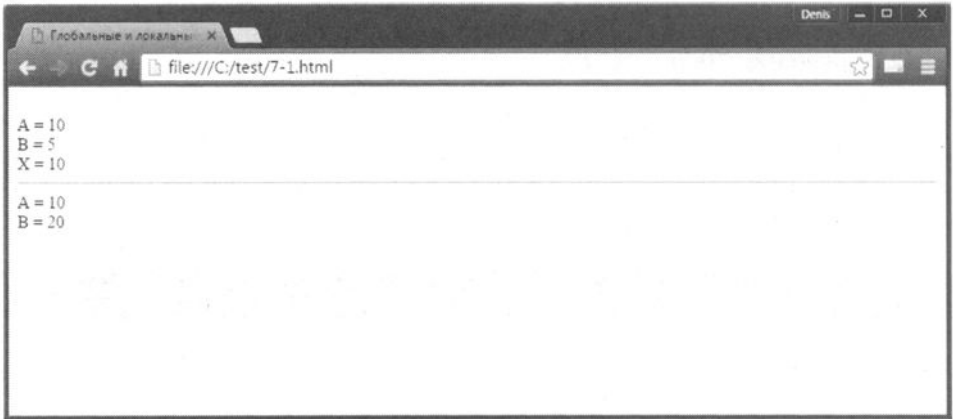 Denis
Глобальные и локальны
file:///C:/test/7-1.html
A = 10
B = 5
X = 10
A = 10
B = 20